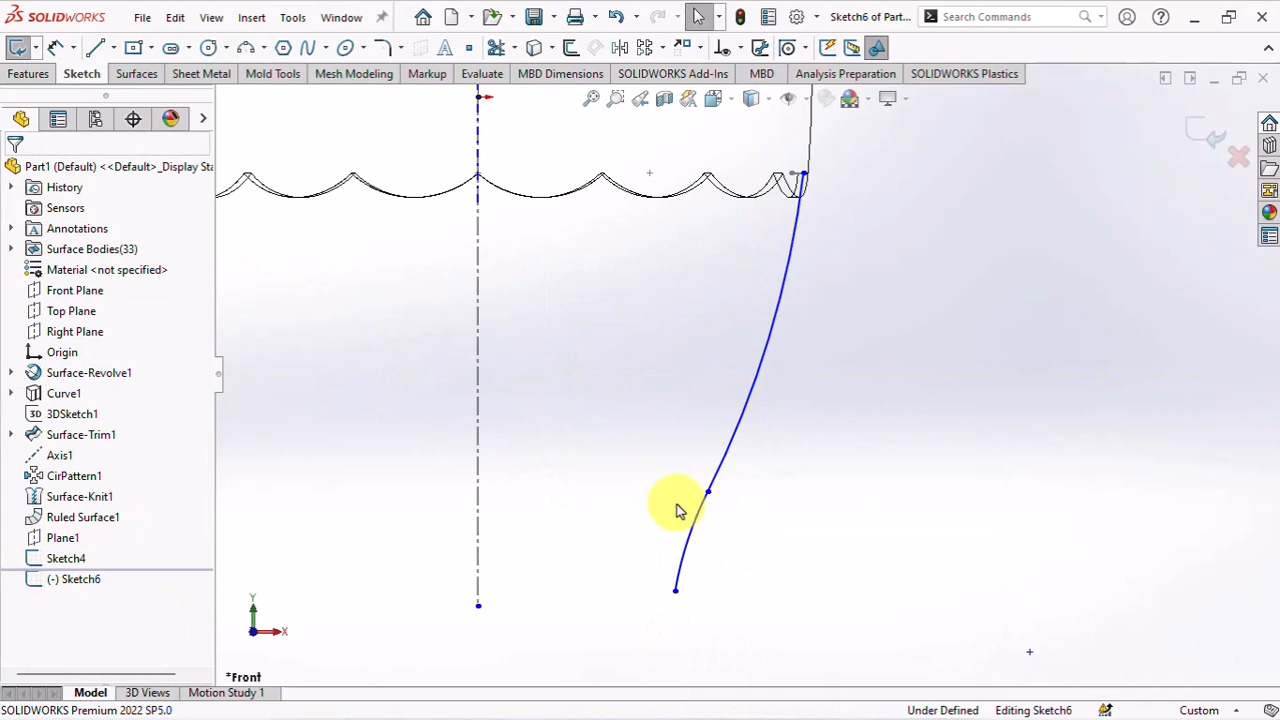 SOLIDWORKS File Edit View Insert Tools Window Sketch6 of Part... Search Commands
Features Sketch Surfaces Sheet Metal Mold Tools Mesh Modeling Markup Evaluate MBD Dimensions SOLIDWORKS Add-Ins MBD Analysis Preparation SOLIDWORKS Plastics
Part1 (Default) <<Default>_Display Sta
History
Sensors
Annotations
Surface Bodies(33)
Material <not specified>
Front Plane
Top Plane
Right Plane
Origin
Surface-Revolve1
Curve1
3DSketch1
Surface-Trim1
Axis1
CirPattern1
Surface-Knit1
Ruled Surface1
Plane1
Sketch4
(-) Sketch6
Y
X
*Front
Model 3D Views Motion Study 1
SOLIDWORKS Premium 2022 SP5.0 Under Defined Editing Sketch6 Custom